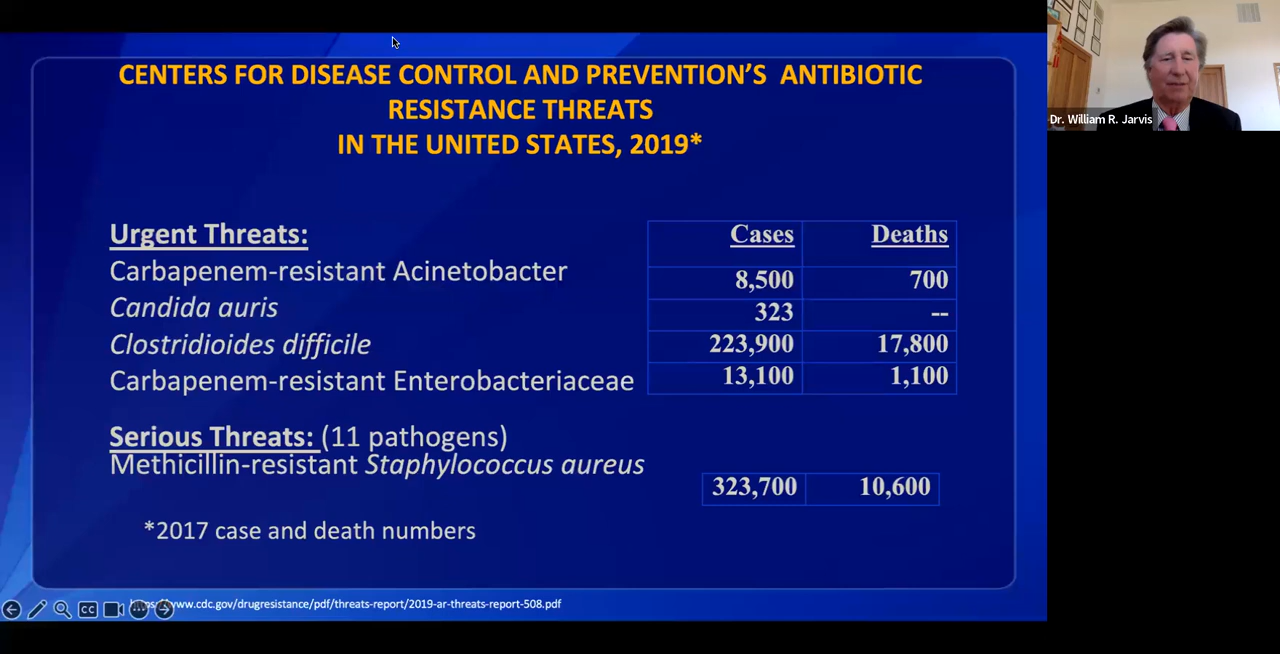 CENTERS FOR DISEASE CONTROL AND PREVENTION’S ANTIBIOTIC
RESISTANCE THREATS
IN THE UNITED STATES, 2019*
Dr. William R. Jarvis
Urgent Threats: Cases Deaths
Carbapenem-resistant Acinetobacter 8,500 700
Candida auris 323 --
Clostridioides difficile 223,900 17,800
Carbapenem-resistant Enterobacteriaceae 13,100 1,100
Serious Threats: (11 pathogens)
Methicillin-resistant Staphylococcus aureus 323,700 10,600
*2017 case and death numbers
www.cdc.gov/drugresistance/pdf/threats-report/2019-ar-threats-report-508.pdf
CC